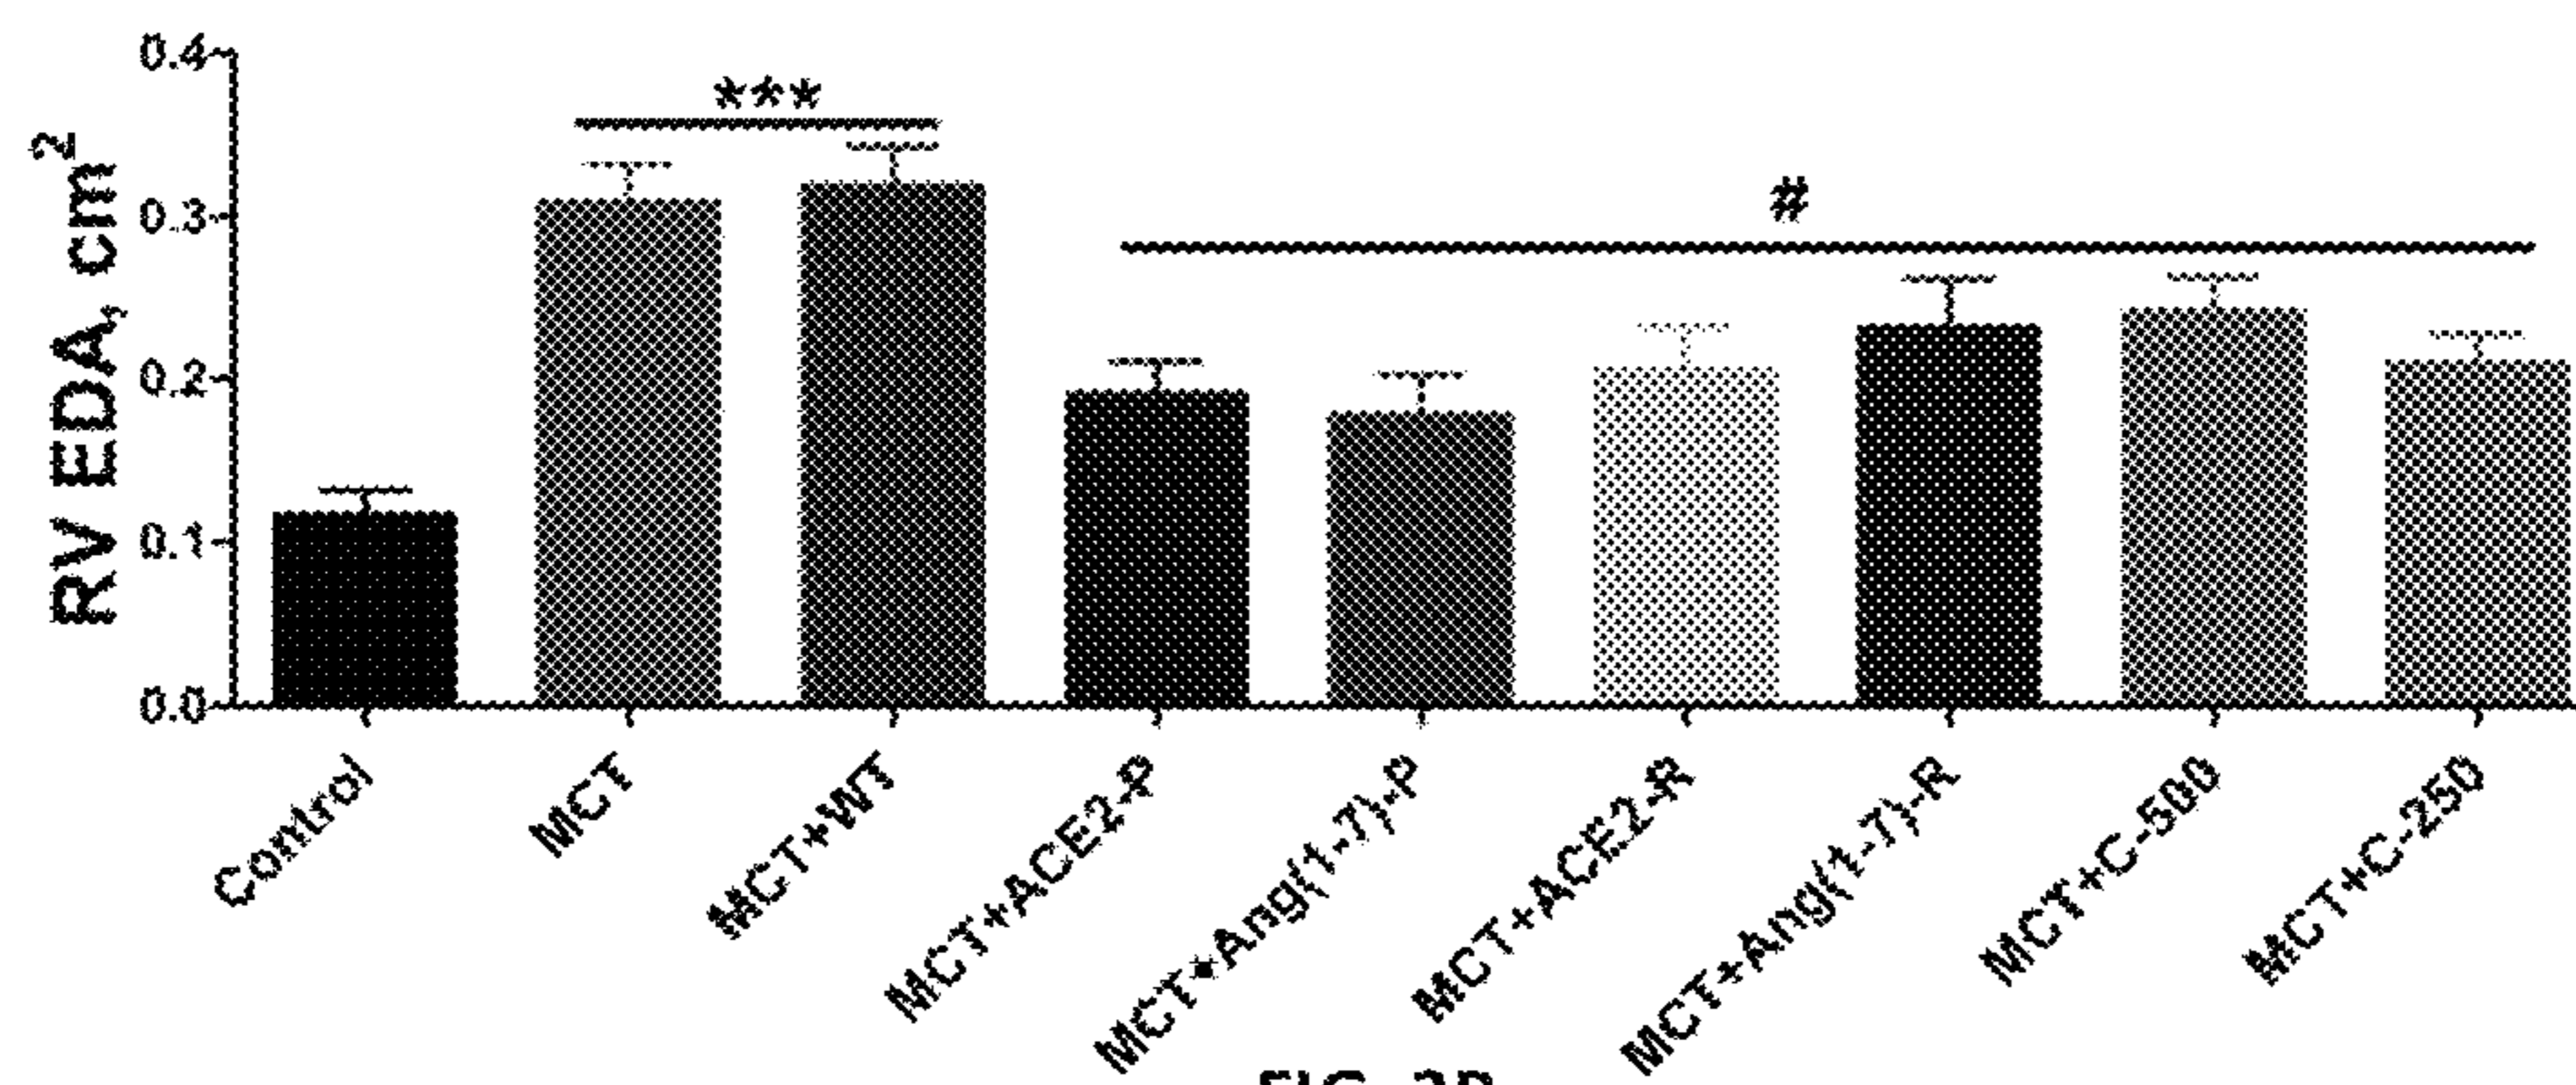 RV EDA, cm²
0.4
0.3
0.2
0.1
0.0
***
#
Control
MCT
MCT+WT
MCT+ACE2-P
MCT+Ang(1-7)-P
MCT+ACE2-R
MCT+Ang(1-7)-R
MCT+C-500
MCT+C-250